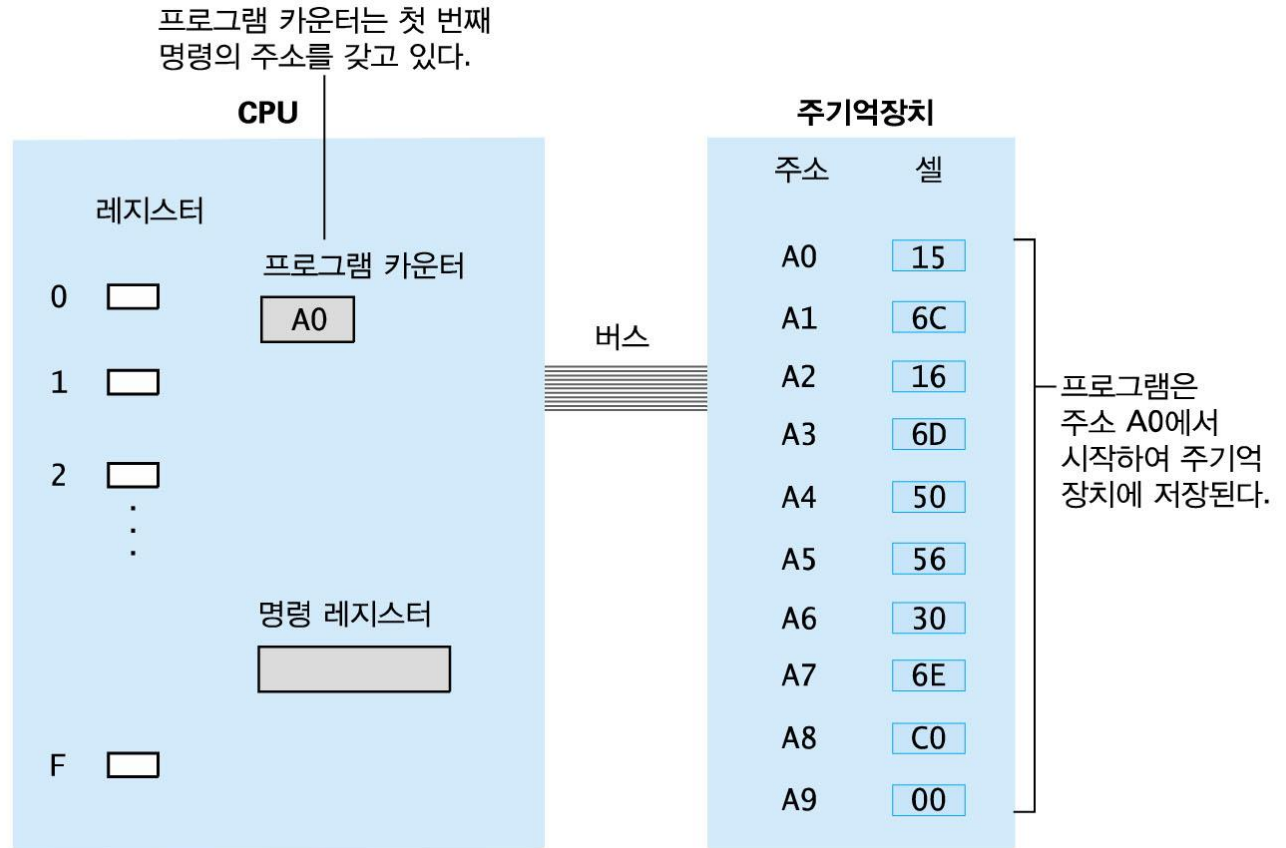 프로그램 카운터는 첫 번째
명령의 주소를 갖고 있다.
CPU
레지스터
프로그램 카운터
0
A0
1
2
명령 레지스터
F
버스
주기억장치
주소 셀
A0 15
A1 6C
A2 16
A3 6D
A4 50
A5 56
A6 30
A7 6E
A8 C0
A9 00
프로그램은
주소 A0에서
시작하여 주기억
장치에 저장된다.